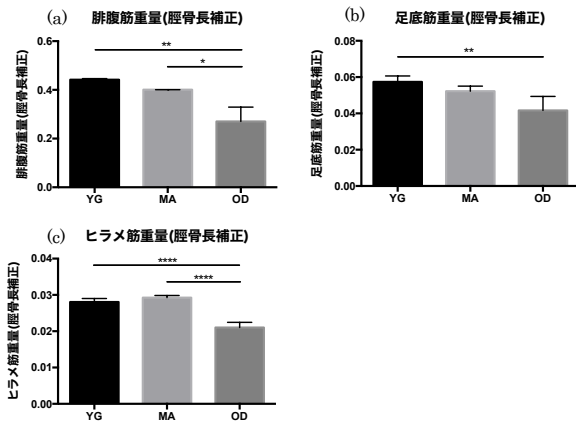 (a)
腓腹筋重量(脛骨長補正)
腓腹筋重量(脛骨長補正)
0.6
0.4
0.2
0.0
**
*
YG MA OD
(b)
足底筋重量(脛骨長補正)
足底筋重量(脛骨長補正)
0.08
0.06
0.04
0.02
0.00
**
YG MA OD
(c)
ヒラメ筋重量(脛骨長補正)
ヒラメ筋重量(脛骨長補正)
0.04
0.03
0.02
0.01
0.00
****
****
YG MA OD